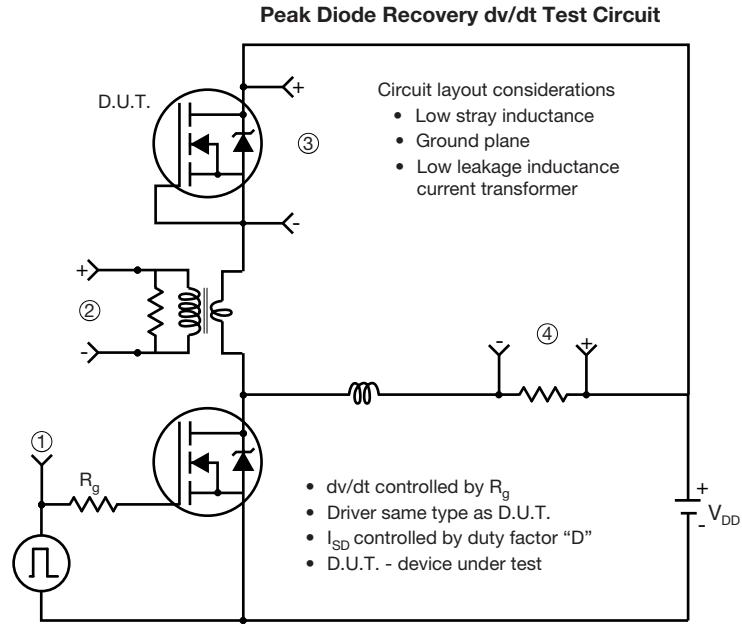 Peak Diode Recovery dv/dt Test Circuit
D.U.T.
+
③
-
Circuit layout considerations
• Low stray inductance
• Ground plane
• Low leakage inductance
current transformer
+
②
-
-
④
+
①
Rg
• dv/dt controlled by Rg
• Driver same type as D.U.T.
• ISD controlled by duty factor “D”
• D.U.T. - device under test
+
VDD
-